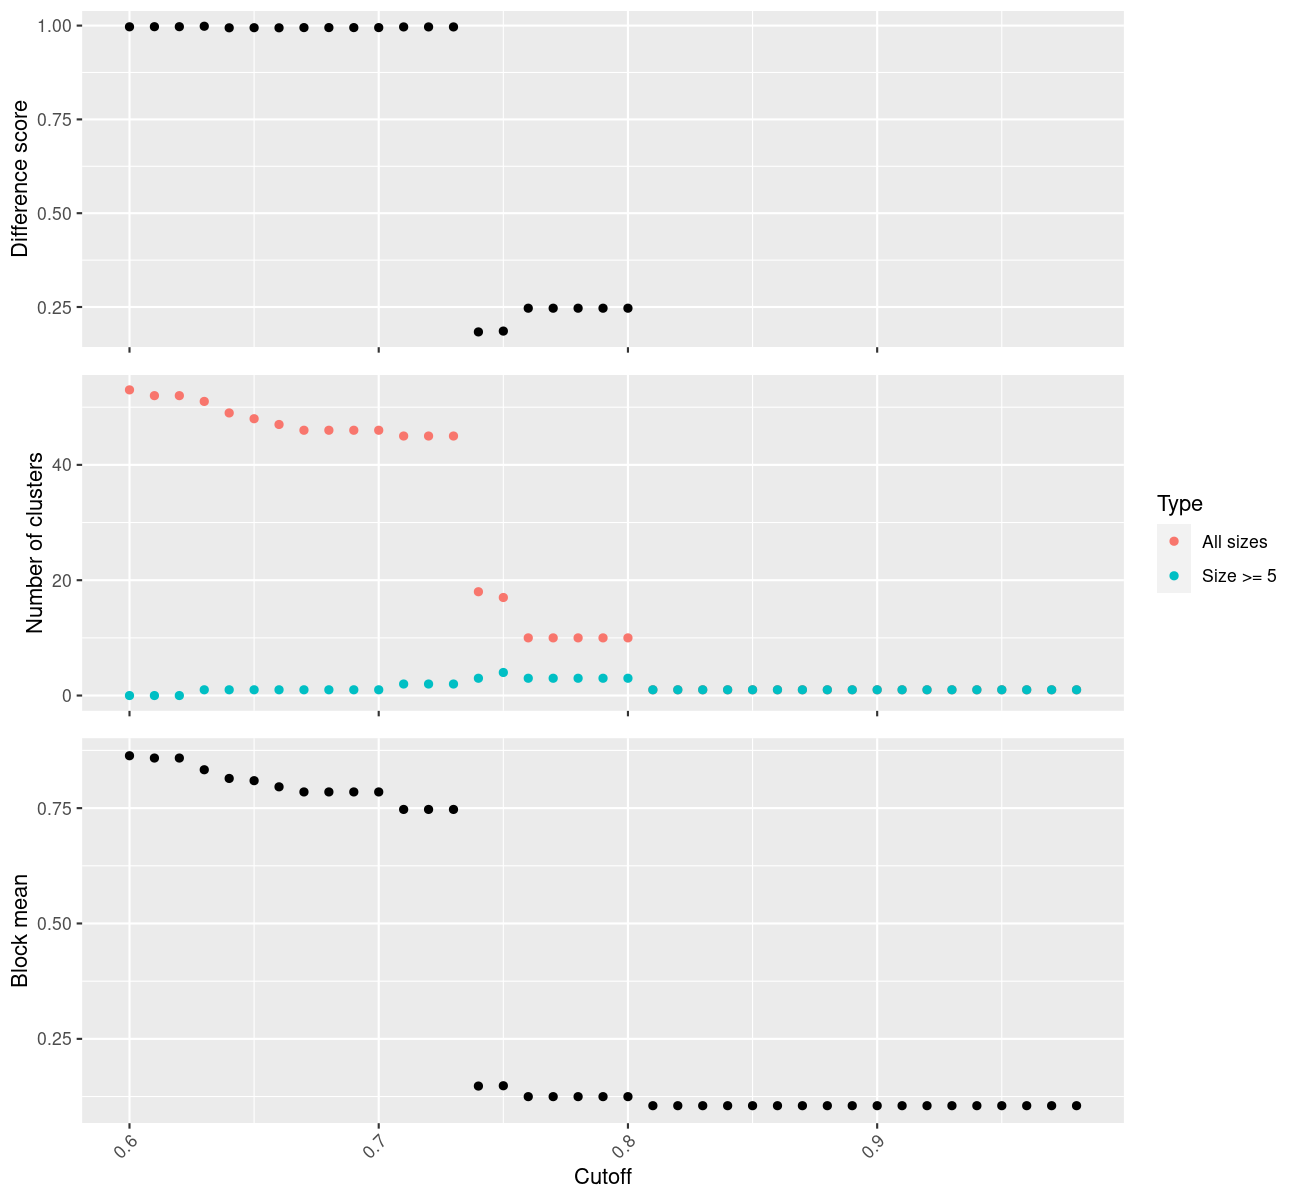 Difference score
1.00
0.75
0.50
0.25
Number of clusters
40
20
0
Type
All sizes
Size >= 5
Block mean
0.75
0.50
0.25
0.6
0.7
0.8
0.9
Cutoff